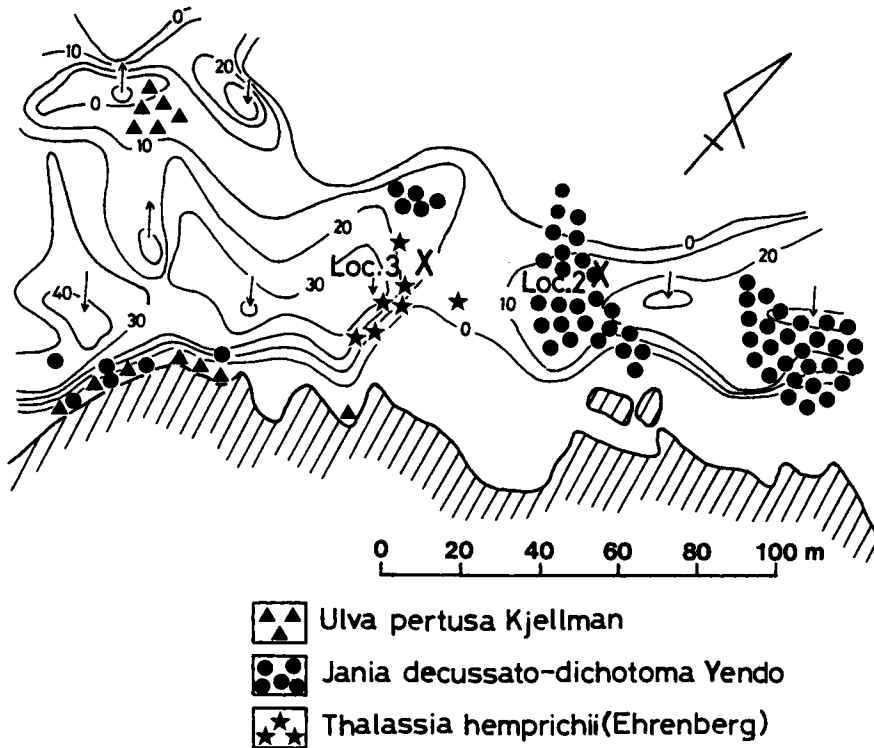 0
10
20
0
10
20
30
Loc. 3 X
40
30
0
10
Loc. 2 X
0
20
0 20 40 60 80 100 m
Ulva pertusa Kjellman
Jania decussato-dichotoma Yendo
Thalassia hemprichii (Ehrenberg)